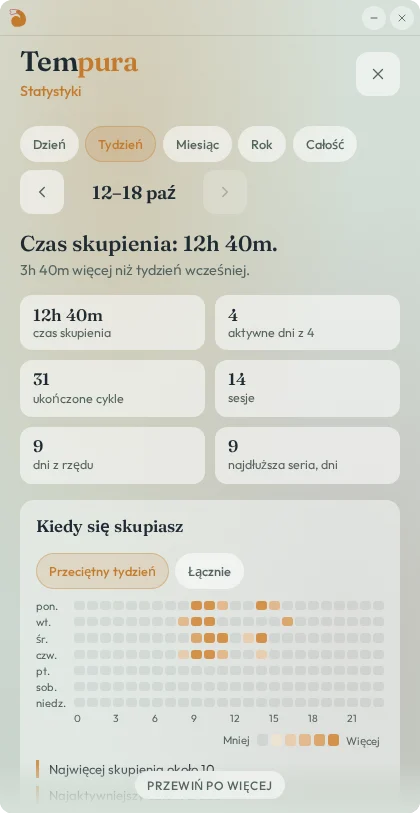 Tempura
Statystyki
Dzień Tydzień Miesiąc Rok Całość
12–18 paź
Czas skupienia: 12h 40m.
3h 40m więcej niż tydzień wcześniej.
12h 40m
czas skupienia
4
aktywne dni z 4
31
ukończone cykle
14
sesje
9
dni z rzędu
9
najdłuższa seria, dni
Kiedy się skupiasz
Przeciętny tydzień Łącznie
pon.
wt.
śr.
czw.
pt.
sob.
niedz.
0 3 6 9 12 15 18 21
Mniej Więcej
Najwięcej skupienia około 10
PRZEWIŃ PO WIĘCEJ